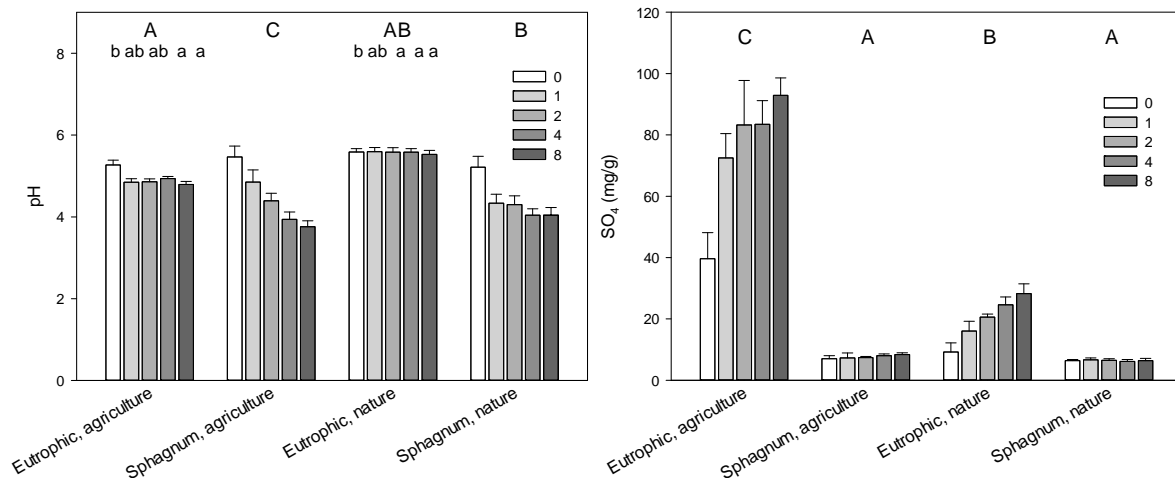 A C AB B
b ab ab a a b ab a a a
8
6
4
2
0
pH
0
1
2
4
8
Eutrophic, agriculture
Sphagnum, agriculture
Eutrophic, nature
Sphagnum, nature
C A B A
120
100
80
60
40
20
0
SO4 (mg/g)
0
1
2
4
8
Eutrophic, agriculture
Sphagnum, agriculture
Eutrophic, nature
Sphagnum, nature